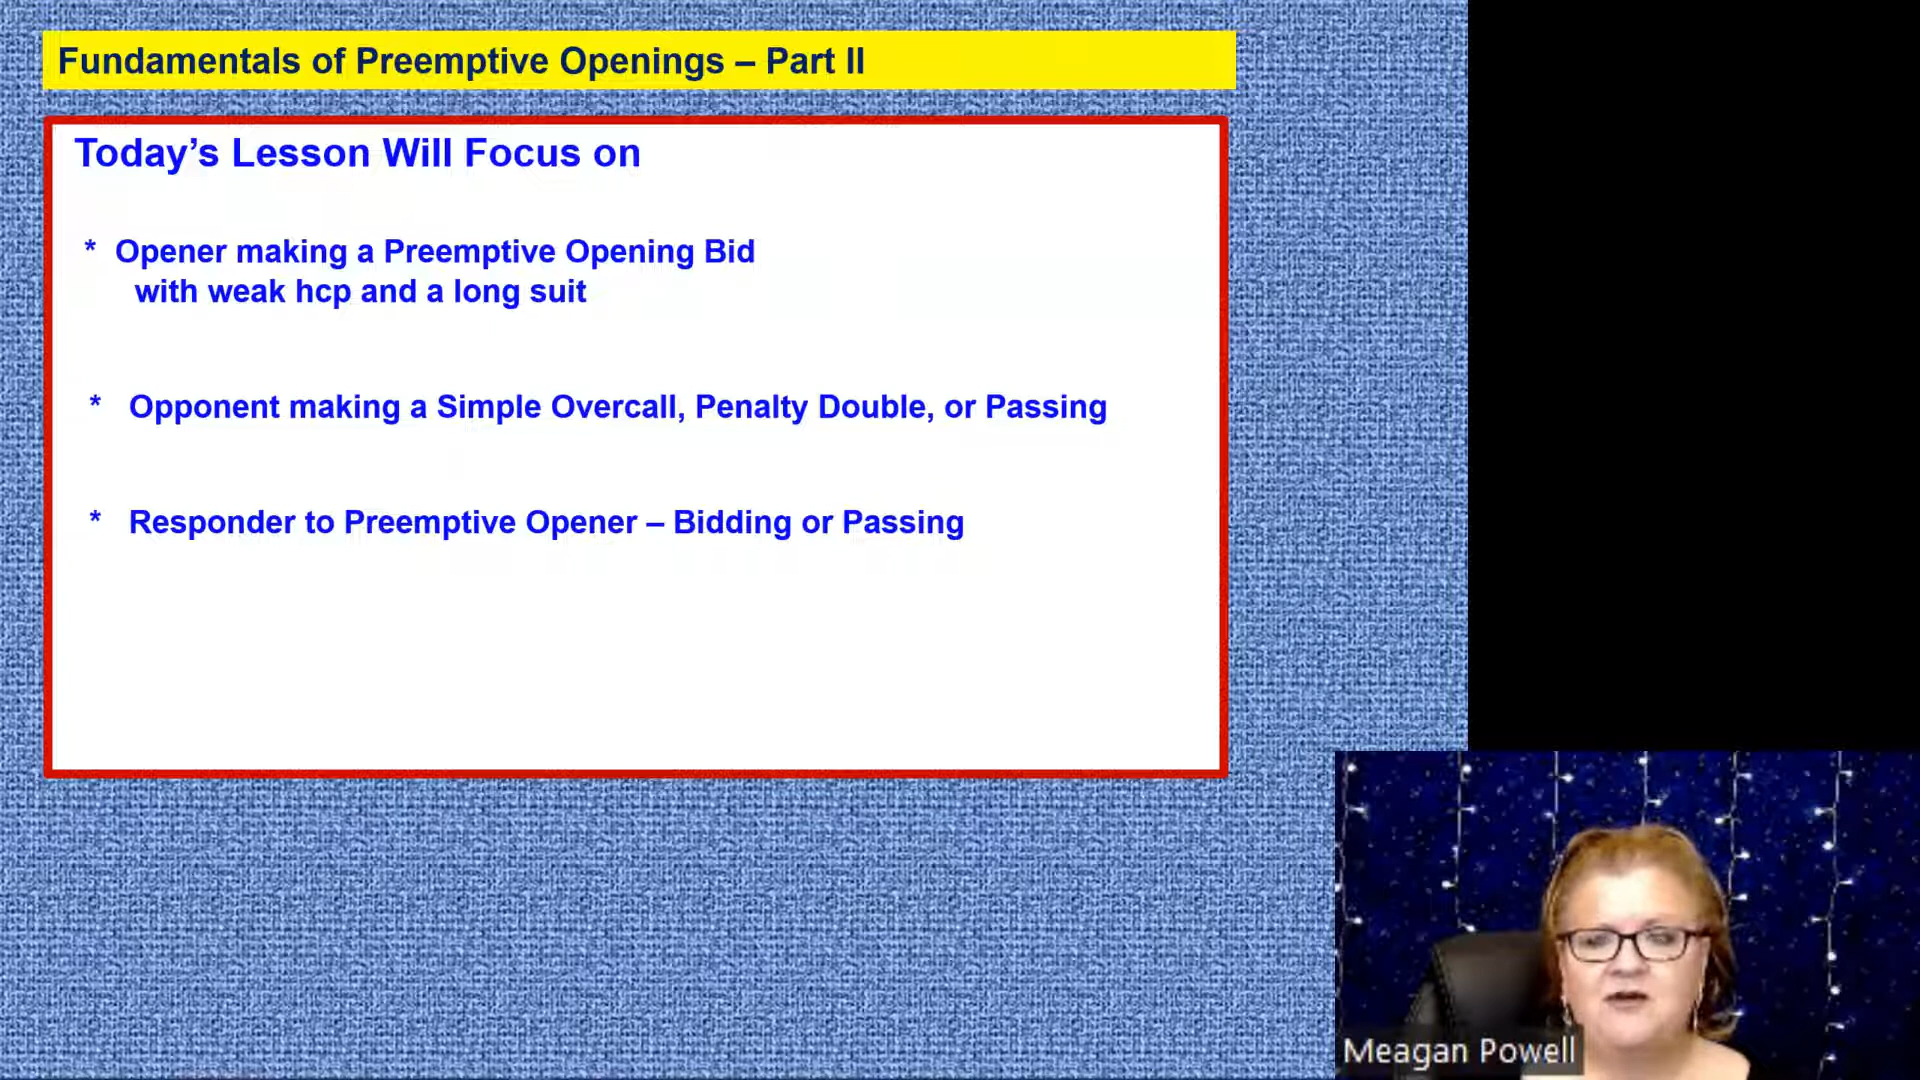 Fundamentals of Preemptive Openings – Part II
Today’s Lesson Will Focus on
* Opener making a Preemptive Opening Bid
with weak hcp and a long suit
* Opponent making a Simple Overcall, Penalty Double, or Passing
* Responder to Preemptive Opener – Bidding or Passing
Meagan Powell